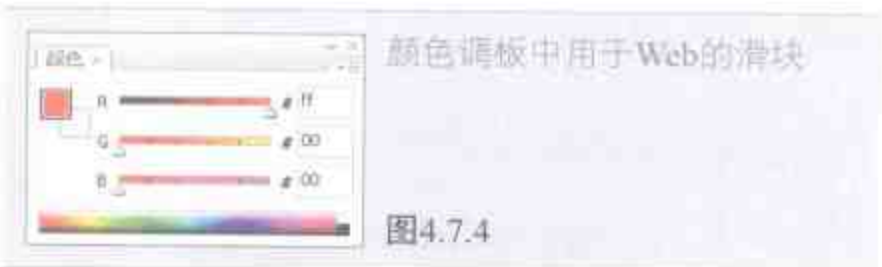 颜色 ×
R # ff
G # 00
B # 00
颜色调板中用于Web的滑块
图4.7.4